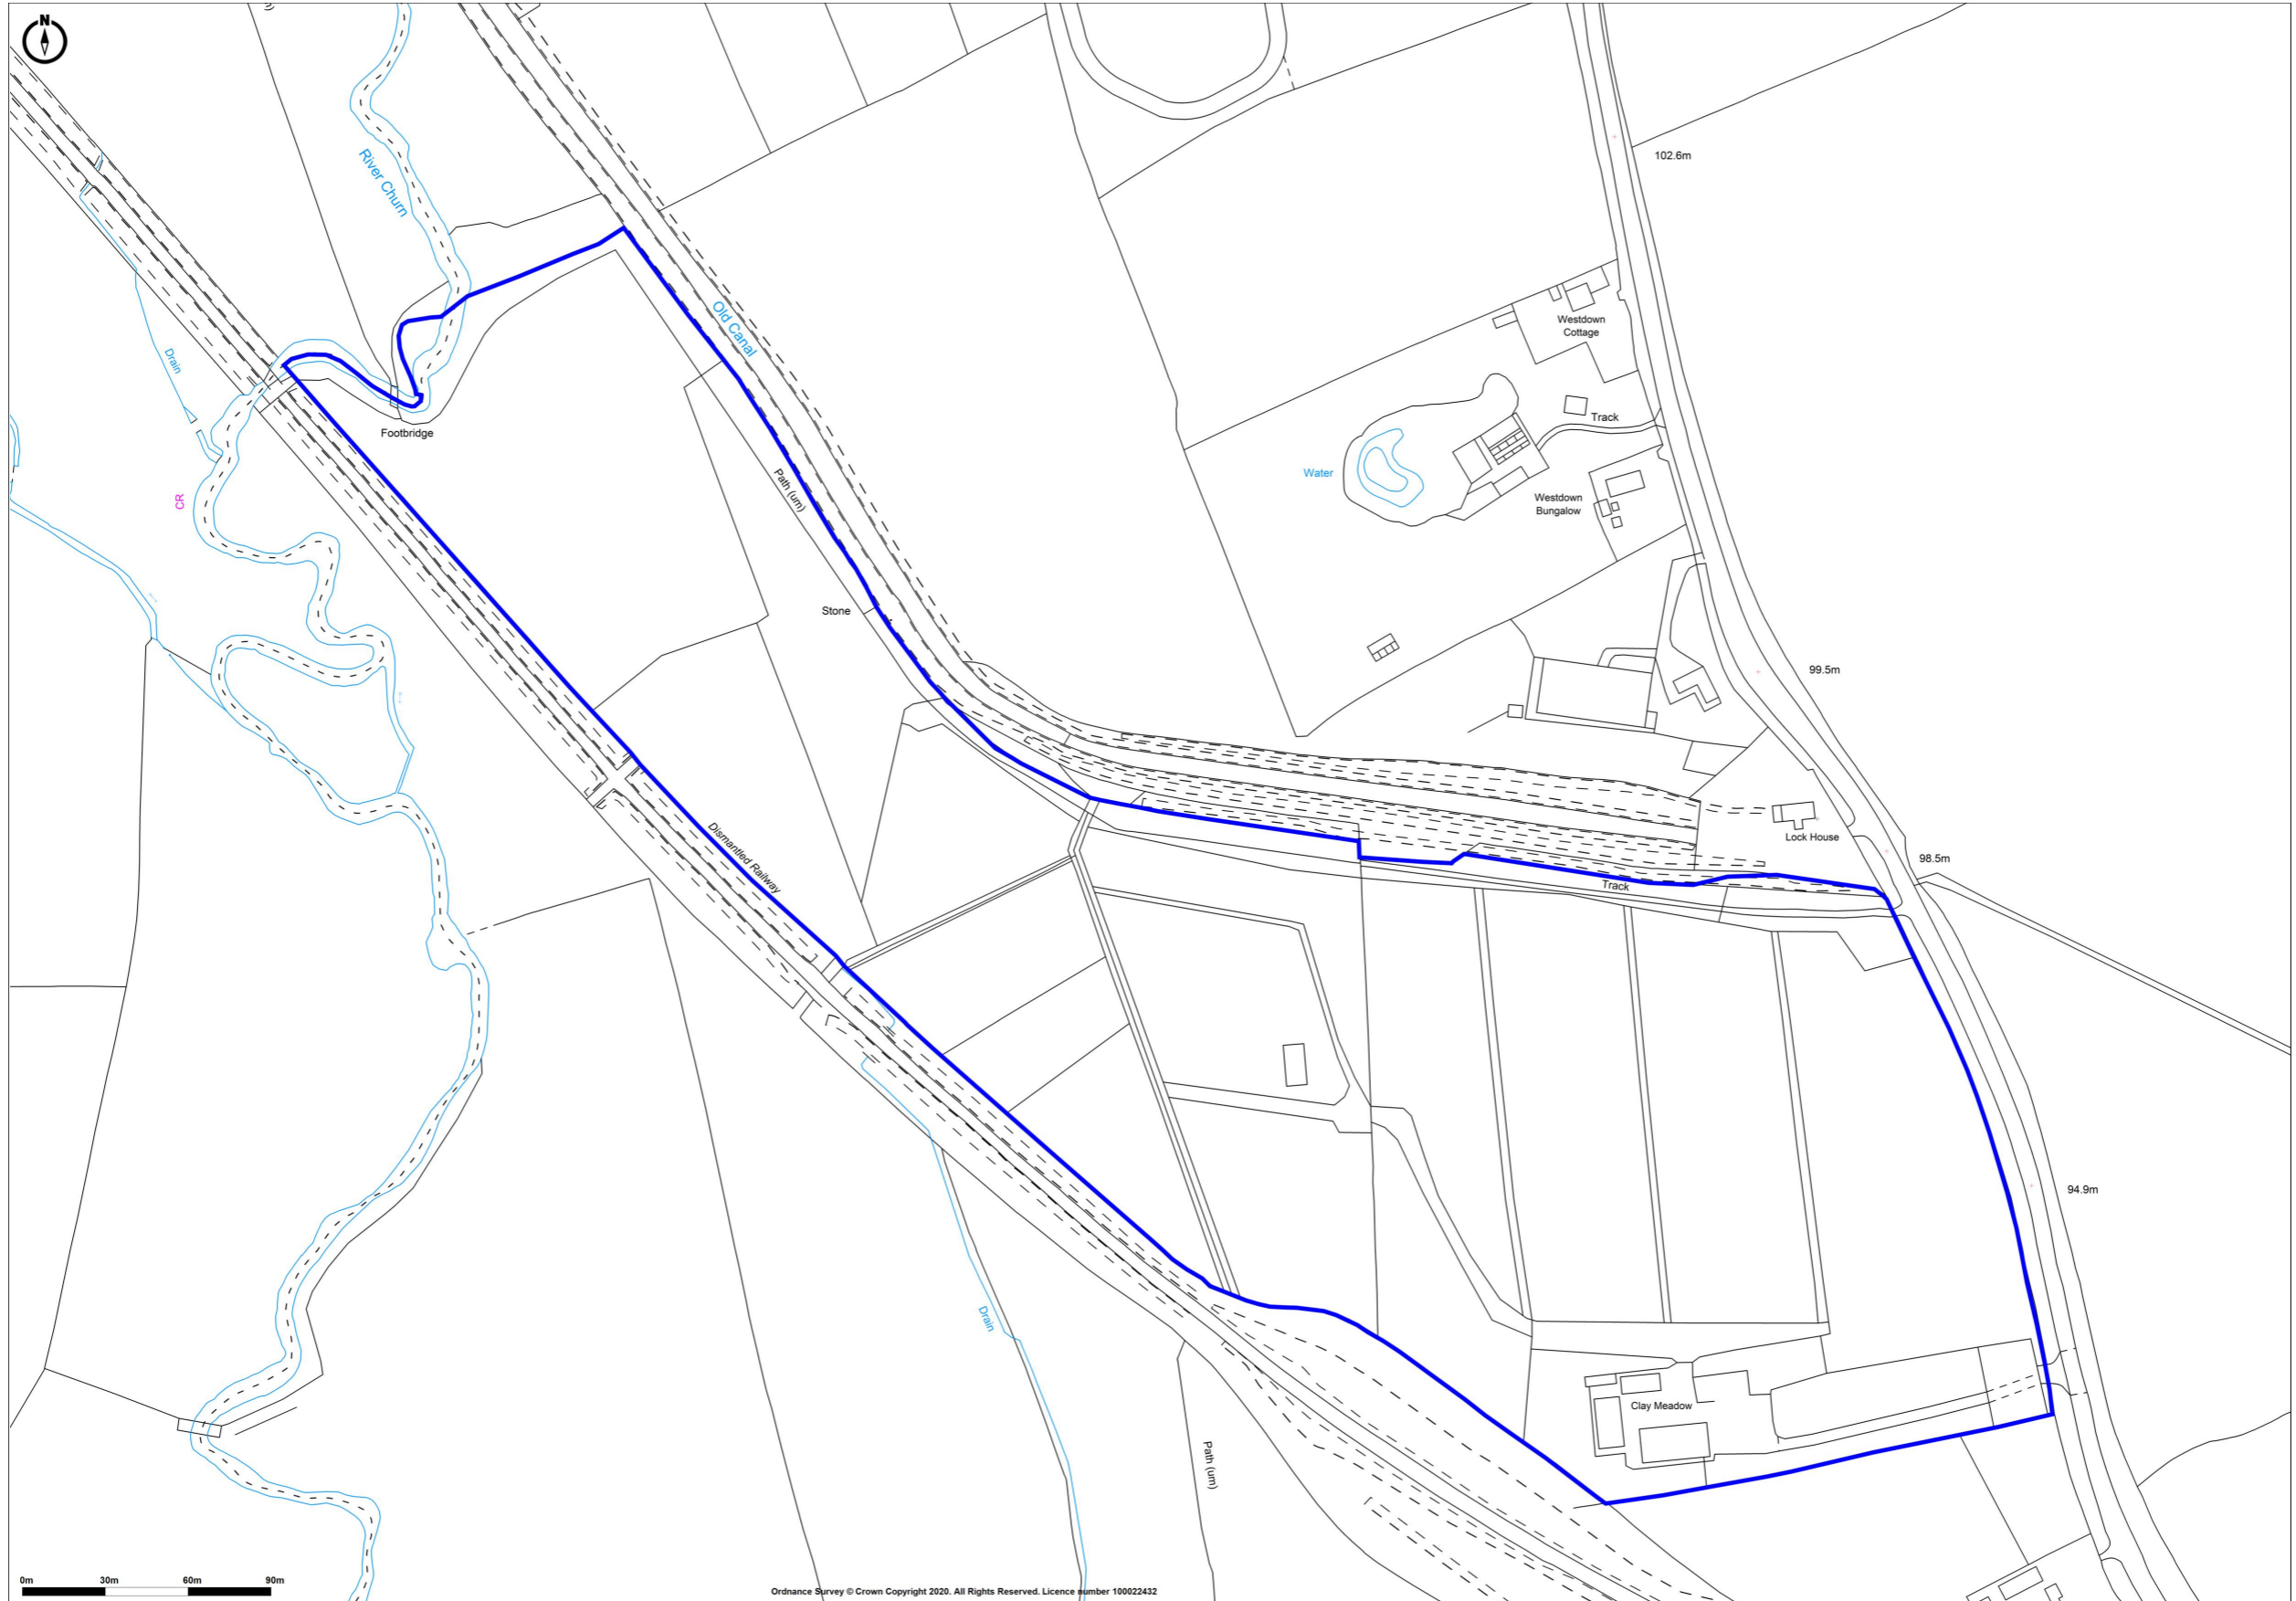 N
River Churn
102.6m
Old Canal
Westdown
Cottage
Drain
Track
Footbridge
Water
Westdown
Bungalow
CR
Path (um)
Stone
99.5m
Dismantled Railway
Lock House
98.5m
Track
94.9m
Drain
Clay Meadow
Path (um)
0m 30m 60m 90m
Ordnance Survey © Crown Copyright 2020. All Rights Reserved. Licence number 100022432